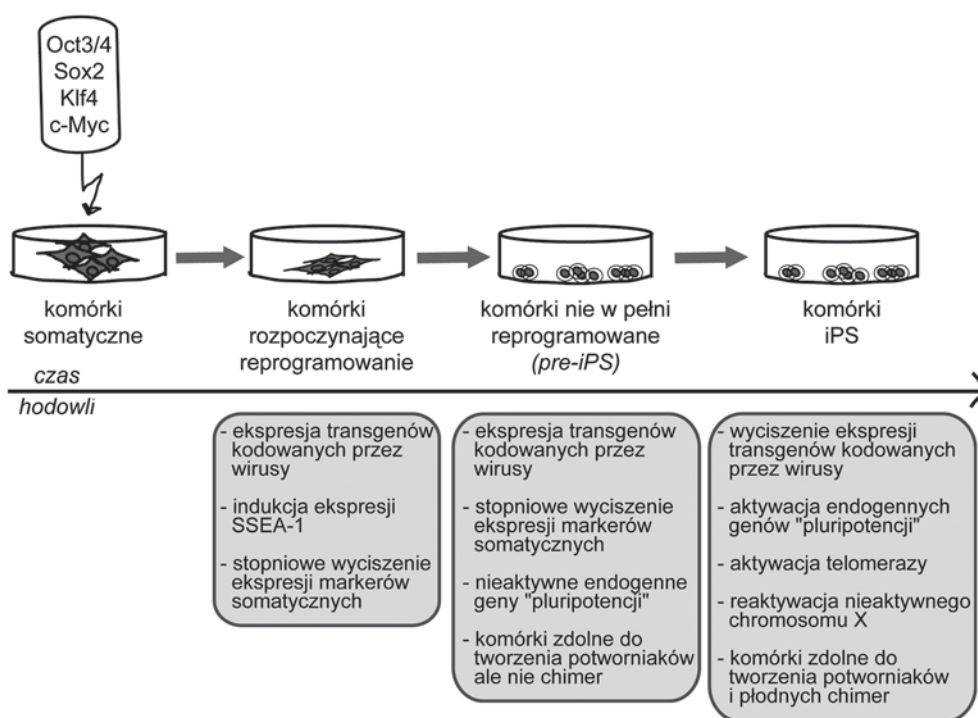 Oct3/4
Sox2
Klf4
c-Myc
komórki
somatyczne
komórki
rozpoczynające
reprogramowanie
komórki nie w pełni
reprogramowane
(pre-iPS)
komórki
iPS
czas
hodowli
- ekspresja transgenów
kodowanych przez
wirusy
- indukcja ekspresji
SSEA-1
- stopniowe wyciszenie
ekspresji markerów
somatycznych
- ekspresja transgenów
kodowanych przez
wirusy
- stopniowe wyciszenie
ekspresji markerów
somatycznych
- nieaktywne endogenne
geny "pluripotencji"
- komórki zdolne do
tworzenia potworniaków
ale nie chimer
- wyciszenie ekspresji
transgenów kodowanych
przez wirusy
- aktywacja endogennych
genów "pluripotencji"
- aktywacja telomerazy
- reaktywacja nieaktywnego
chromosomu X
- komórki zdolne do
tworzenia potworniaków
i płodnych chimer